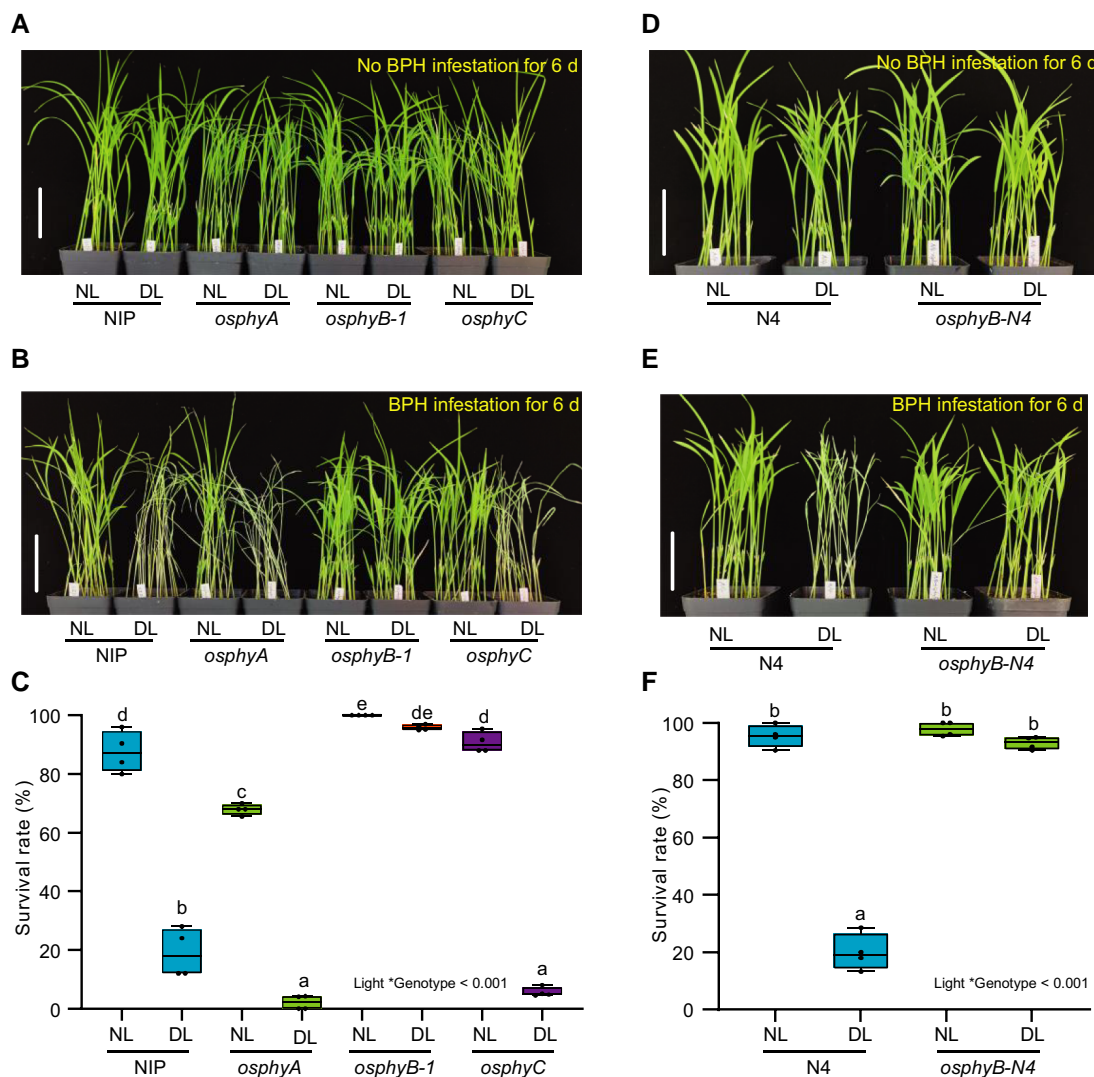 A
No BPH infestation for 6 d
NL DL NL DL NL DL NL DL
NIP osphyA osphyB-1 osphyC
B
BPH infestation for 6 d
NL DL NL DL NL DL NL DL
NIP osphyA osphyB-1 osphyC
C
Survival rate (%)
100
80
60
40
20
0
d
b
c
a
e
de
d
a
Light *Genotype < 0.001
NL DL NL DL NL DL NL DL
NIP osphyA osphyB-1 osphyC
D
No BPH infestation for 6 d
NL DL NL DL
N4 osphyB-N4
E
BPH infestation for 6 d
NL DL NL DL
N4 osphyB-N4
F
Survival rate (%)
100
80
60
40
20
0
b
a
b
b
Light *Genotype < 0.001
NL DL NL DL
N4 osphyB-N4